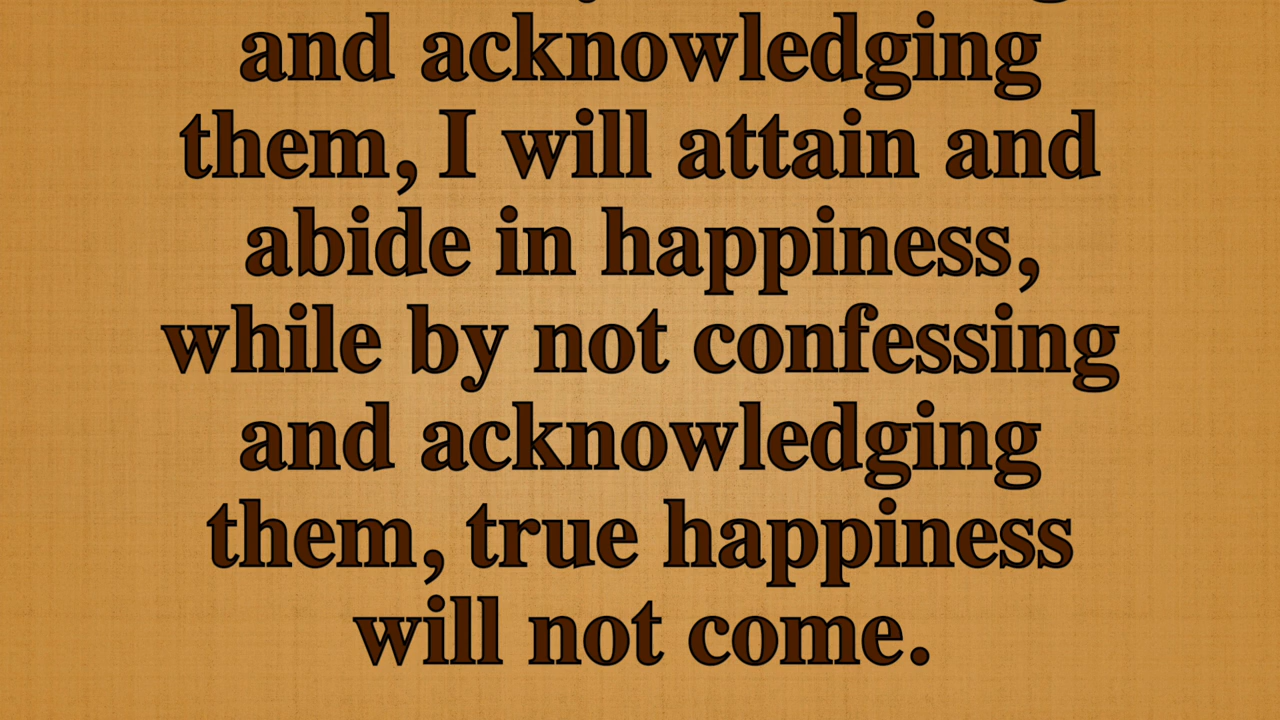 and acknowledging
them, I will attain and
abide in happiness,
while by not confessing
and acknowledging
them, true happiness
will not come.